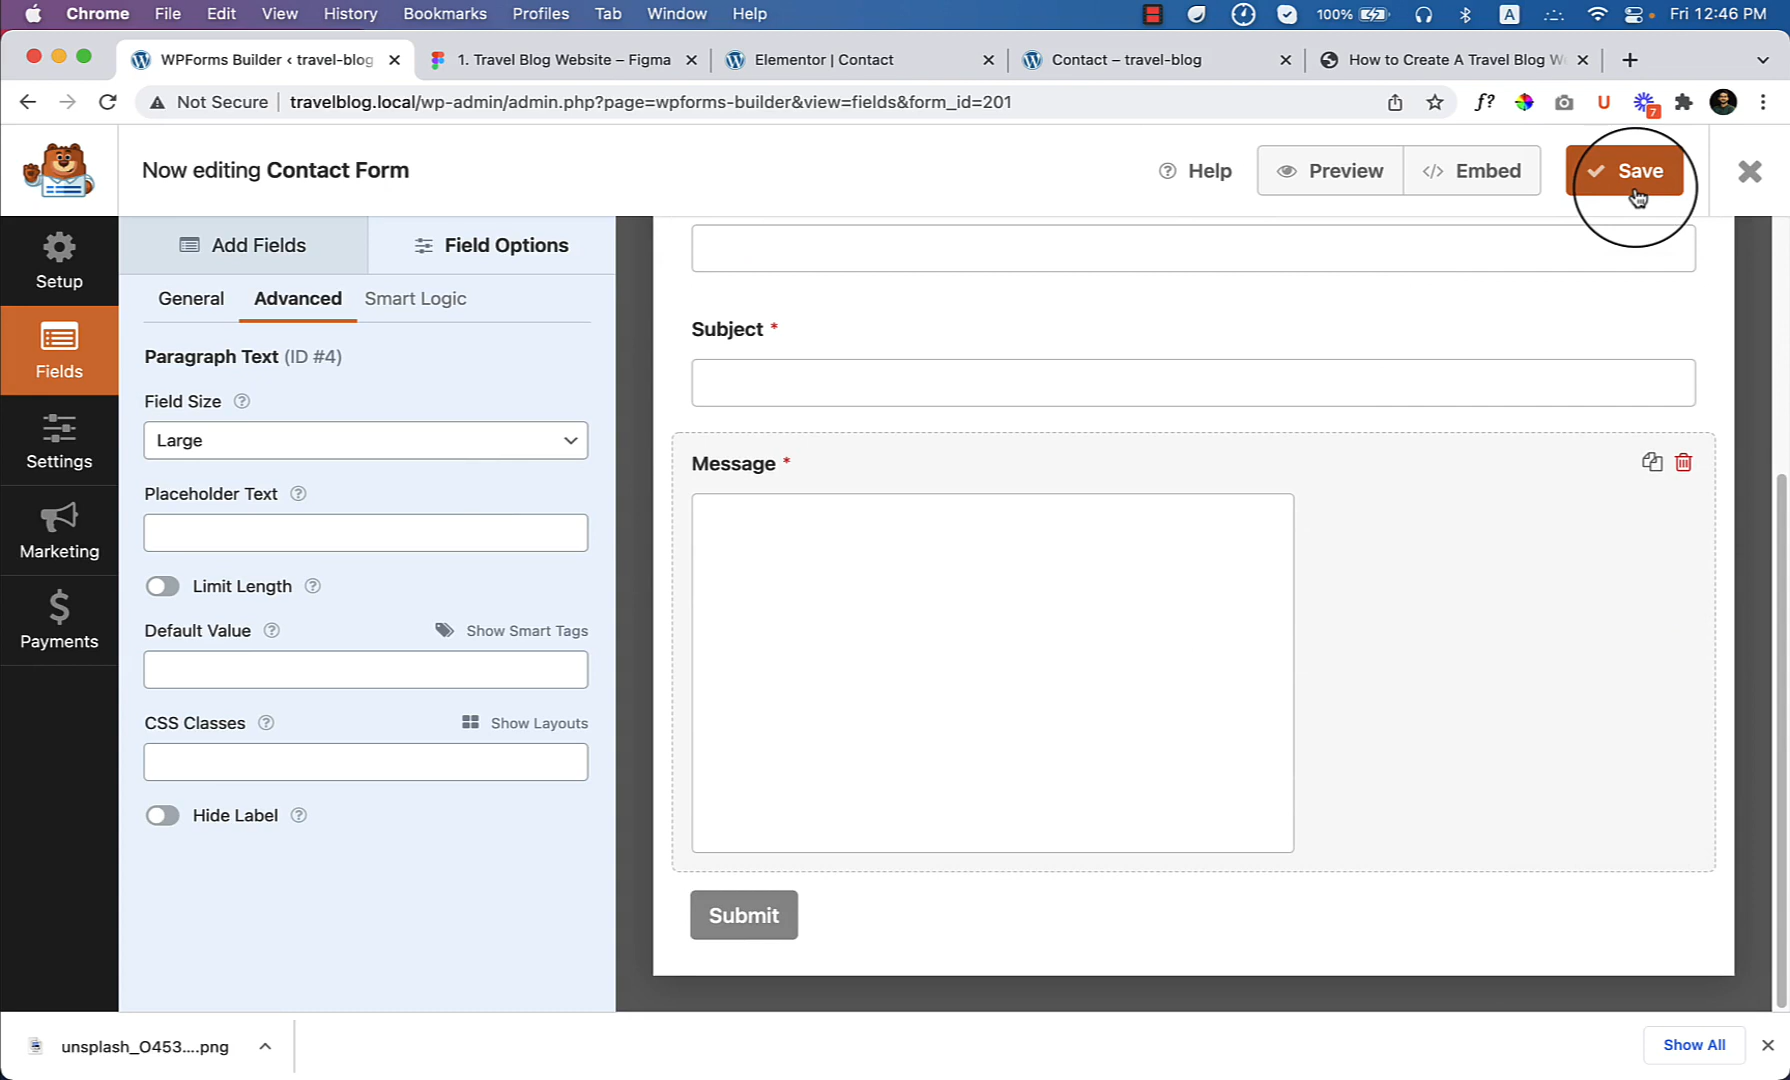 Chrome File Edit View History Bookmarks Profiles Tab Window Help 100% A Fri 12:46 PM
WPForms Builder ‹ travel-blog 1. Travel Blog Website – Figma Elementor | Contact Contact – travel-blog How to Create A Travel Blog W
Not Secure travelblog.local/wp-admin/admin.php?page=wpforms-builder&view=fields&form_id=201 f? U 7
Now editing Contact Form
Help Preview Embed Save
Setup
Fields
Settings
Marketing
Payments
Add Fields Field Options
General Advanced Smart Logic
Paragraph Text (ID #4)
Field Size
Large
Placeholder Text
Limit Length
Default Value Show Smart Tags
CSS Classes Show Layouts
Hide Label
Subject *
Message *
Submit
unsplash_O453....png
Show All